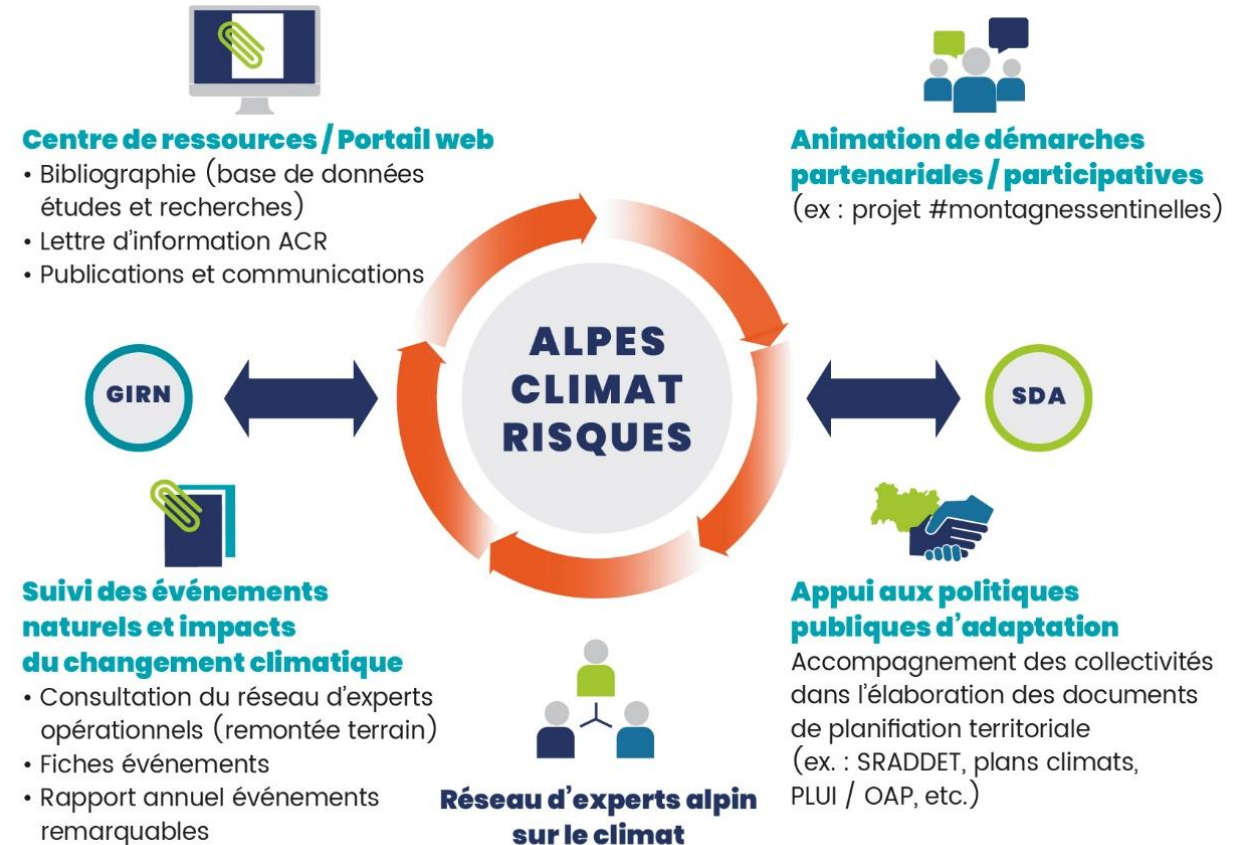 Centre de ressources / Portail web
• Bibliographie (base de données
études et recherches)
• Lettre d'information ACR
• Publications et communications
Animation de démarches
partenariales / participatives
(ex : projet #montagnessentinelles)
GIRN
ALPES
CLIMAT
RISQUES
SDA
Suivi des événements
naturels et impacts
du changement climatique
• Consultation du réseau d'experts
opérationnels (remontée terrain)
• Fiches événements
• Rapport annuel événements
remarquables
Réseau d'experts alpin
sur le climat
Appui aux politiques
publiques d'adaptation
Accompagnement des collectivités
dans l'élaboration des documents
de planifiation territoriale
(ex. : SRADDET, plans climats,
PLUI / OAP, etc.)